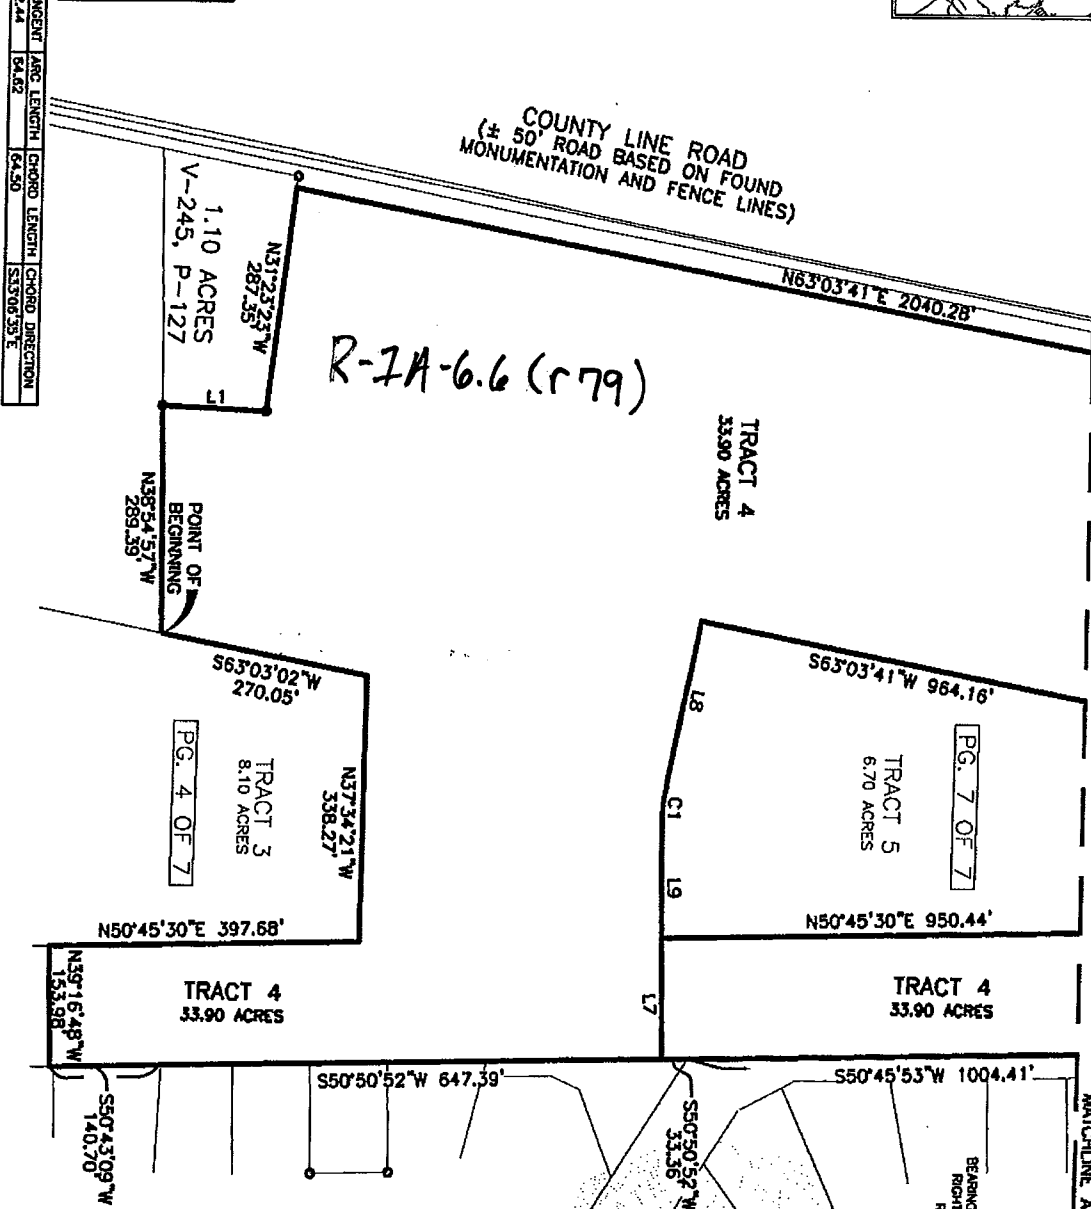 COUNTY LINE ROAD
(± 50' ROAD BASED ON FOUND
MONUMENTATION AND FENCE LINES)
N63°03'41"E 2040.28'
ARC LENGTH
CHORD LENGTH
CHORD DIRECTION
64.62
64.50
S33°06'35"E
1.10 ACRES
V-245, P-127
N31°23'23"W
287.35'
R-1A-6.6 (r 79)
L1
TRACT 4
33.90 ACRES
N38°54'57"W
289.39'
POINT OF
BEGINNING
S63°03'02"W
270.05'
S63°03'41"W 964.16'
L8
PG. 4 OF 7
TRACT 3
8.10 ACRES
N37°34'21"W
338.27'
C1
L9
TRACT 5
6.70 ACRES
PG. 7 OF 7
N50°45'30"E 397.68'
N50°45'30"E 950.44'
N39°16'48"W
153.98'
TRACT 4
33.90 ACRES
L7
TRACT 4
33.90 ACRES
S50°50'52"W 647.39'
S50°45'53"W 1004.41'
S50°43'09"W
140.70'
S50°50'52"W
33.36'
BEARING
RIGHT